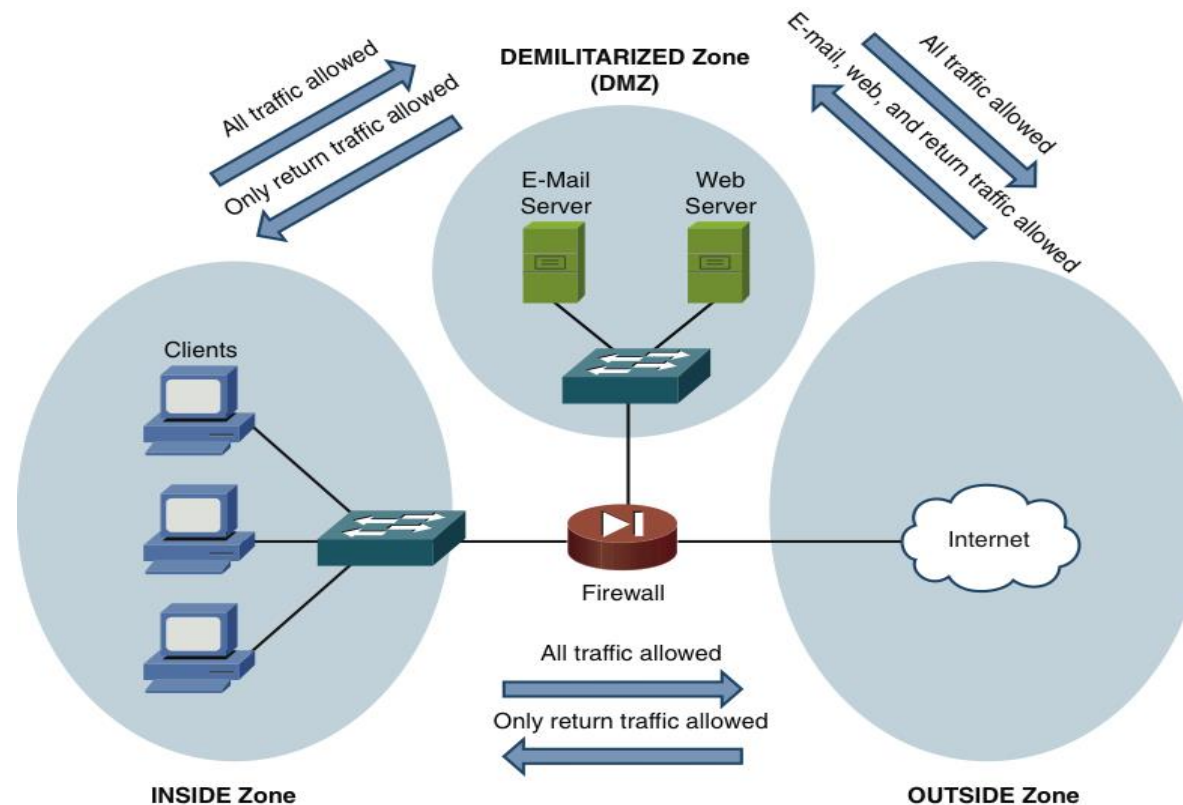 DEMILITARIZED Zone
(DMZ)
All traffic allowed
Only return traffic allowed
All traffic allowed
E-mail, web, and return traffic allowed
E-Mail
Server
Web
Server
Clients
Firewall
Internet
All traffic allowed
Only return traffic allowed
INSIDE Zone
OUTSIDE Zone